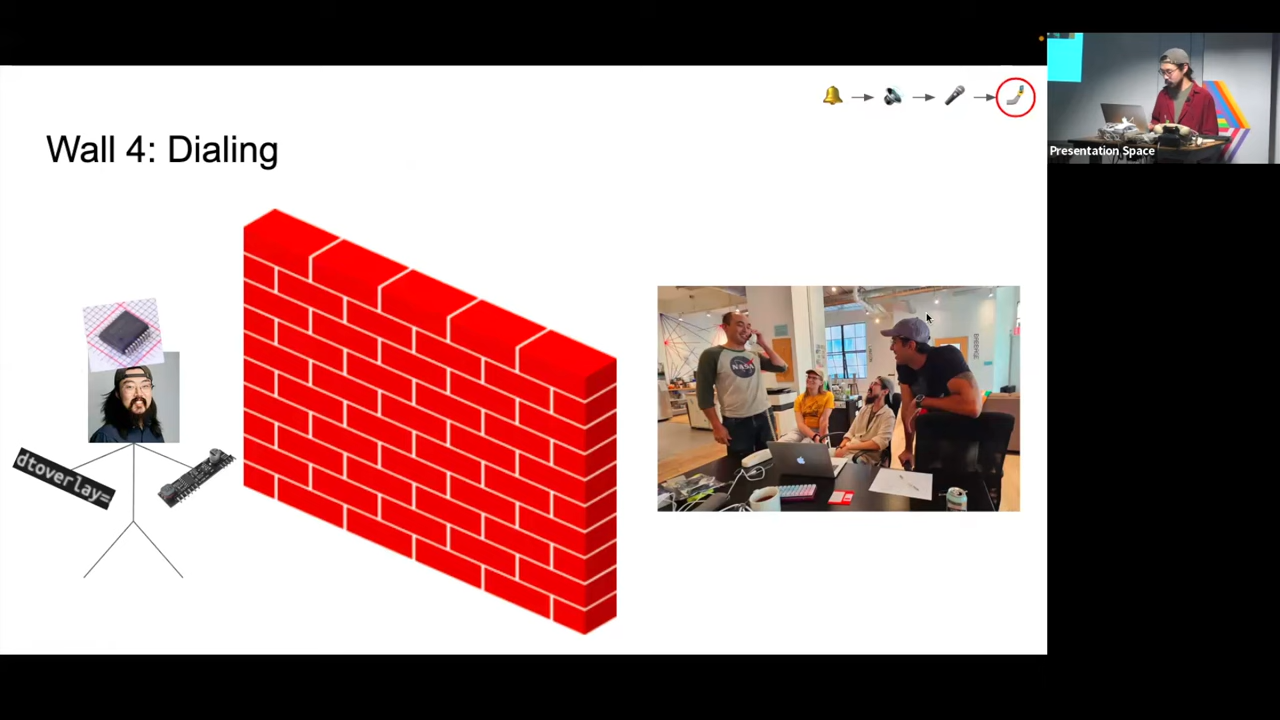 Wall 4: Dialing
Presentation Space
NASA
dtoverlay=